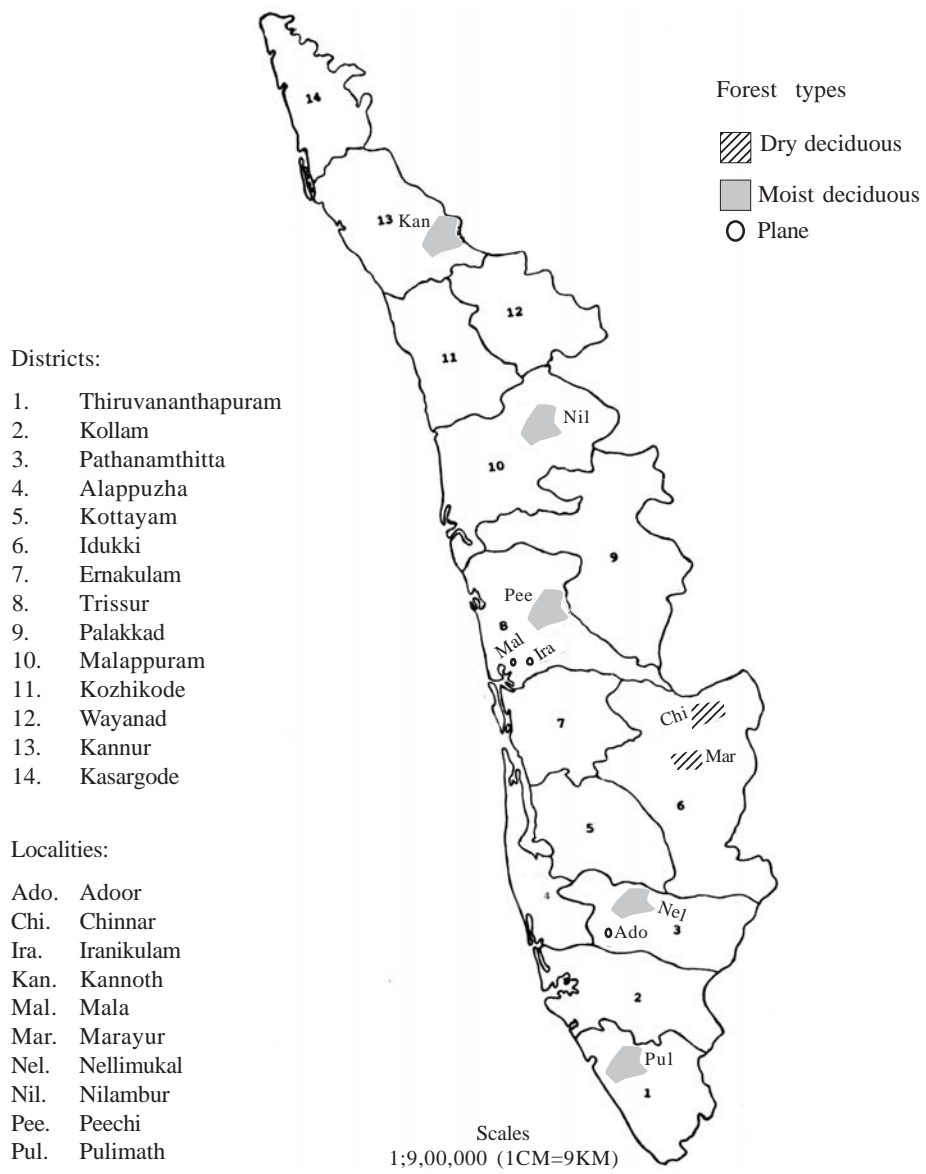 Forest types
Dry deciduous
Moist deciduous
Plane
14
13 Kan
12
11
Nil
10
9
Pee
8
Mal
Ira
7
Chi
Mar
6
5
4
Nel
Ado
3
2
Pul
1
Districts:
1. Thiruvananthapuram
2. Kollam
3. Pathanamthitta
4. Alappuzha
5. Kottayam
6. Idukki
7. Ernakulam
8. Trissur
9. Palakkad
10. Malappuram
11. Kozhikode
12. Wayanad
13. Kannur
14. Kasargode
Localities:
Ado. Adoor
Chi. Chinnar
Ira. Iranikulam
Kan. Kannoth
Mal. Mala
Mar. Marayur
Nel. Nellimukal
Nil. Nilambur
Pee. Peechi
Pul. Pulimath
Scales
1;9,00,000 (1CM=9KM)